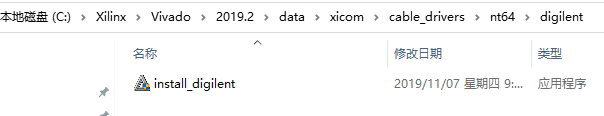 本地磁盘 (C:) > Xilinx > Vivado > 2019.2 > data > xicom > cable_drivers > nt64 > digilent
名称 修改日期 类型
install_digilent 2019/11/07 星期四 9:... 应用程序